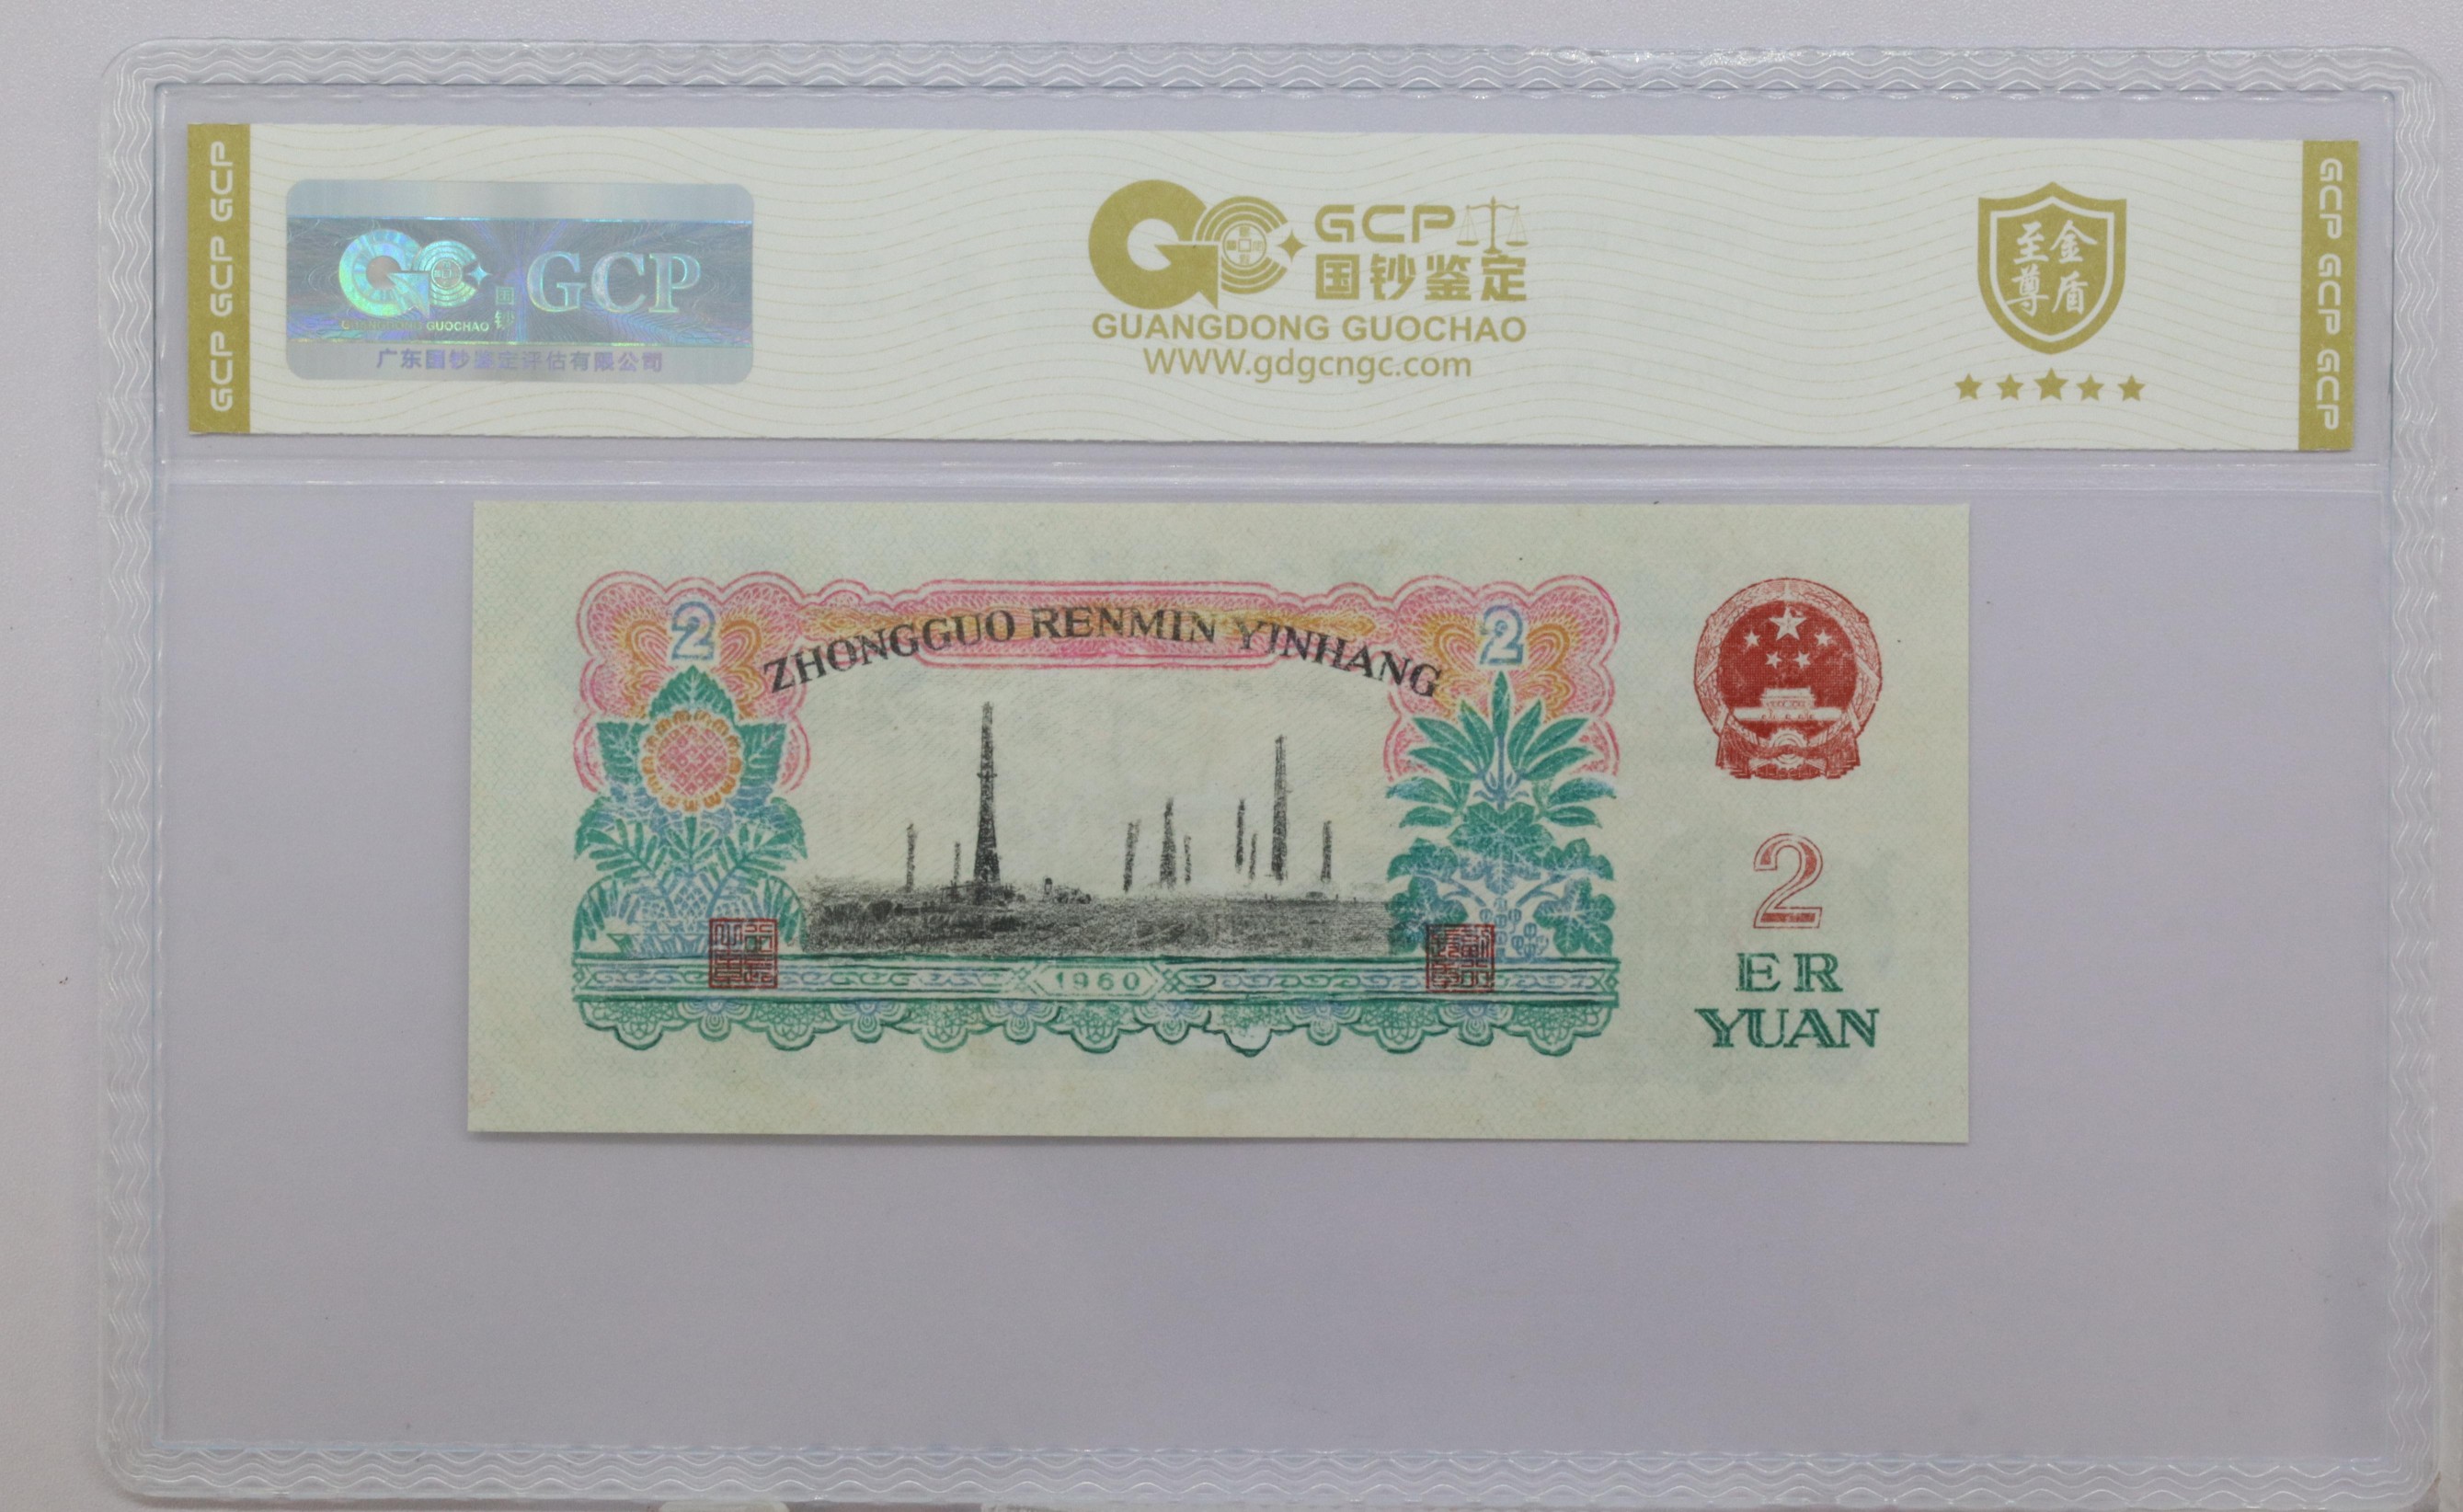 GCP GCP GCP
GCP
国钞
GUANGDONG GUOCHAO
广东国钞鉴定评估有限公司
GCP
国钞鉴定
GUANGDONG GUOCHAO
WWW.gdgcngc.com
至尊
金盾
GCP GCP GCP
2
ZHONGGUO RENMIN YINHANG
2
1960
2
ER
YUAN